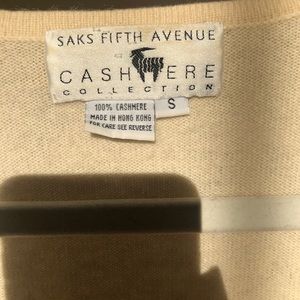 SAKS FIFTH AVENUE
CASHMERE
COLLECTION
100% CASHMERE
MADE IN HONG KONG
FOR CARE SEE REVERSE
S